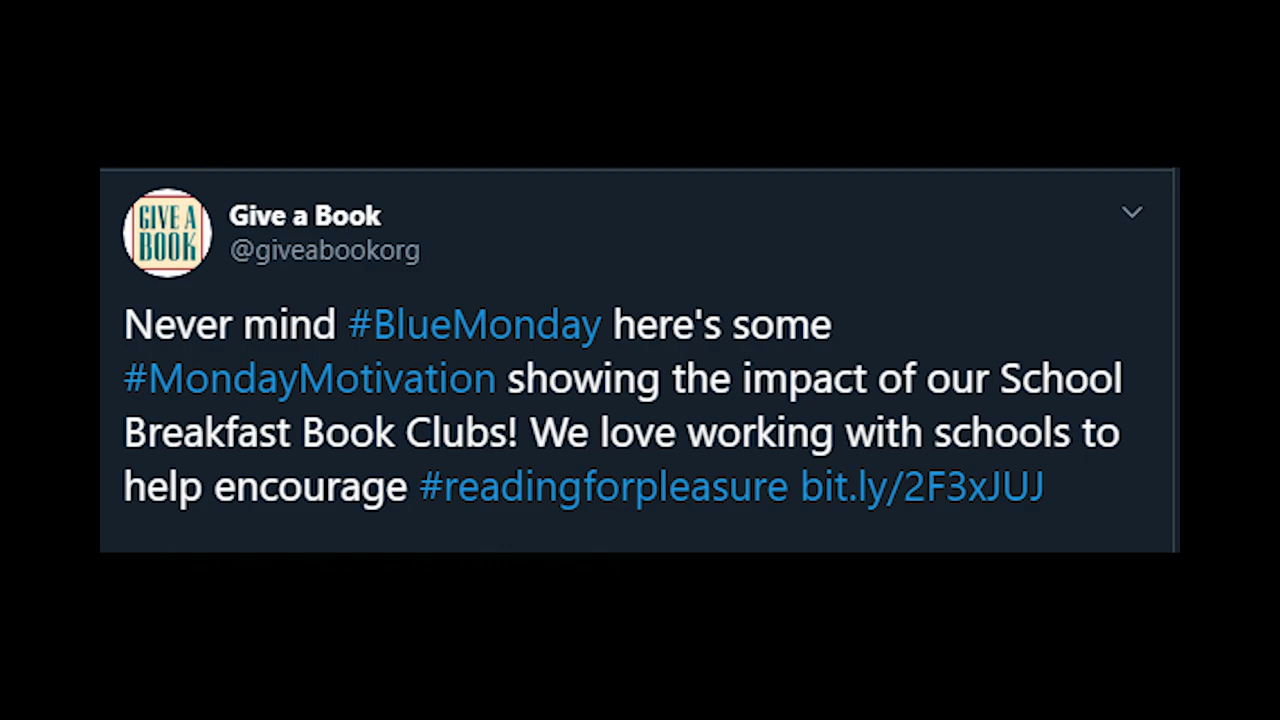 GIVE A
BOOK
Give a Book
@giveabookorg
Never mind #BlueMonday here's some
#MondayMotivation showing the impact of our School
Breakfast Book Clubs! We love working with schools to
help encourage #readingforpleasure bit.ly/2F3xJUJ